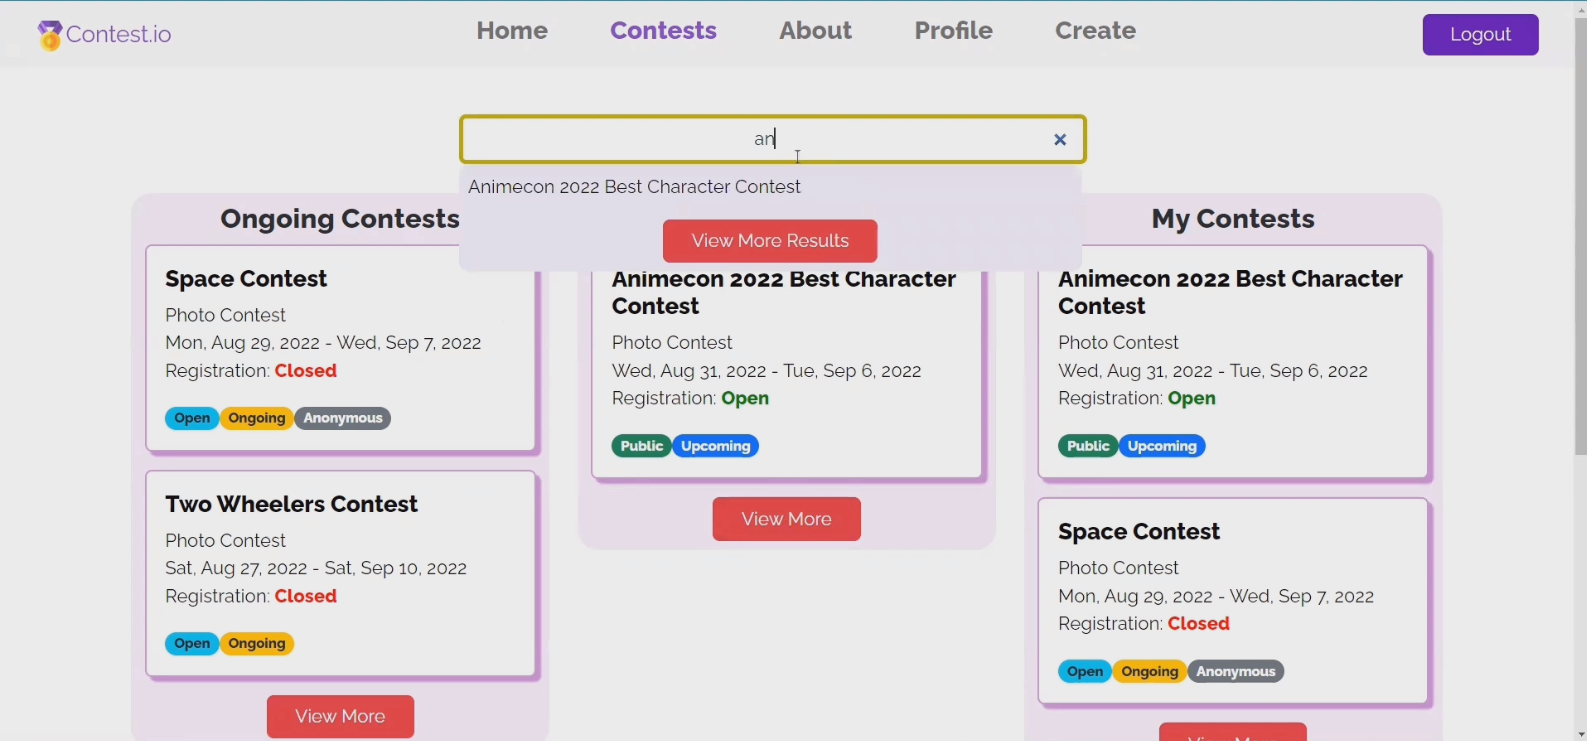 Contest.io
Home
Contests
About
Profile
Create
Logout
an
×
Animecon 2022 Best Character Contest
View More Results
Ongoing Contests
Space Contest
Photo Contest
Mon, Aug 29, 2022 - Wed, Sep 7, 2022
Registration: Closed
Open Ongoing Anonymous
Two Wheelers Contest
Photo Contest
Sat, Aug 27, 2022 - Sat, Sep 10, 2022
Registration: Closed
Open Ongoing
View More
Animecon 2022 Best Character
Contest
Photo Contest
Wed, Aug 31, 2022 - Tue, Sep 6, 2022
Registration: Open
Public Upcoming
View More
My Contests
Animecon 2022 Best Character
Contest
Photo Contest
Wed, Aug 31, 2022 - Tue, Sep 6, 2022
Registration: Open
Public Upcoming
Space Contest
Photo Contest
Mon, Aug 29, 2022 - Wed, Sep 7, 2022
Registration: Closed
Open Ongoing Anonymous